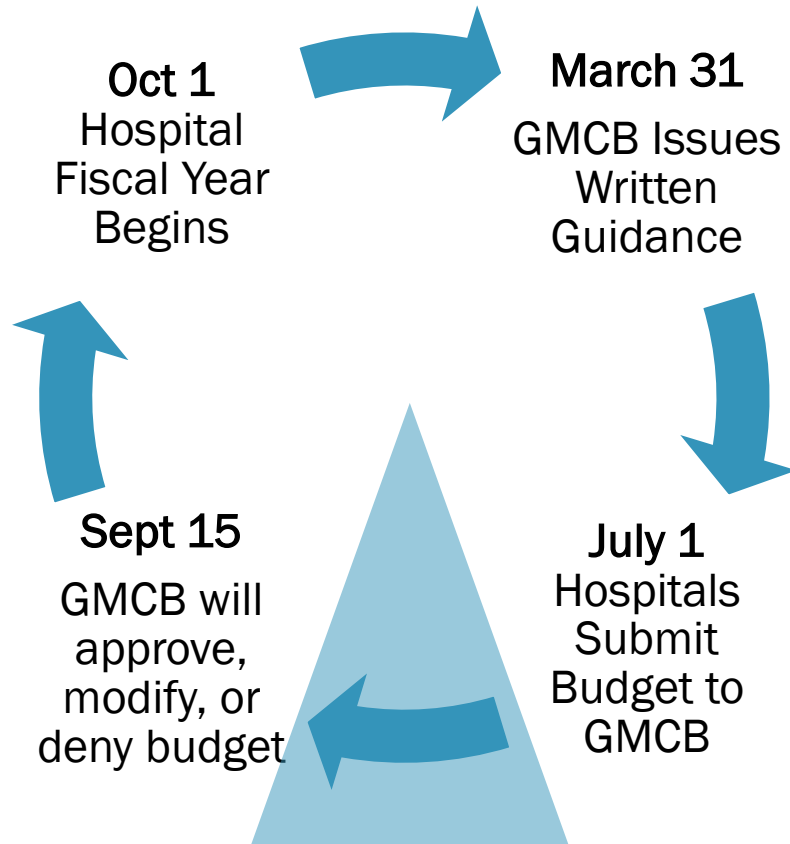 Oct 1
Hospital
Fiscal Year
Begins
March 31
GMCB Issues
Written
Guidance
July 1
Hospitals
Submit
Budget to
GMCB
Sept 15
GMCB will
approve,
modify, or
deny budget